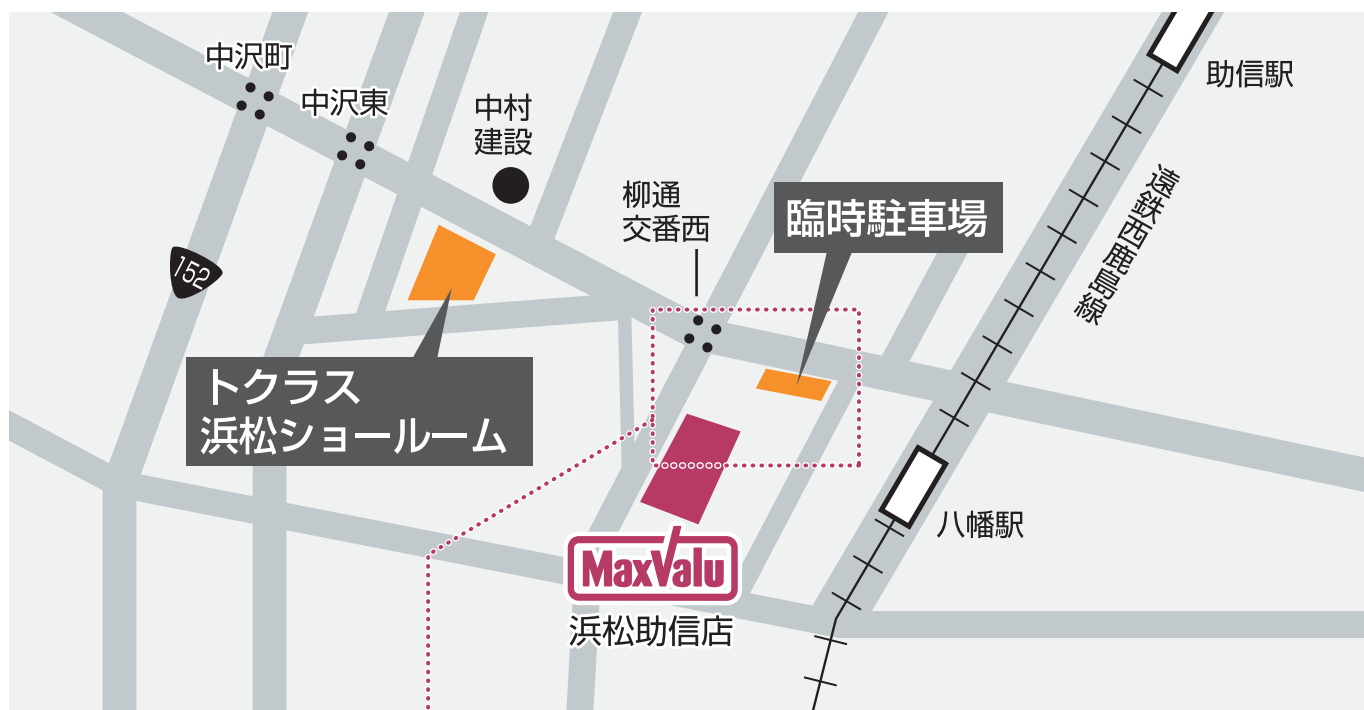 中沢町
中沢東
中村
建設
助信駅
柳通
交番西
臨時駐車場
遠鉄西鹿島線
152
トクラス
浜松ショールーム
八幡駅
MaxValu
浜松助信店